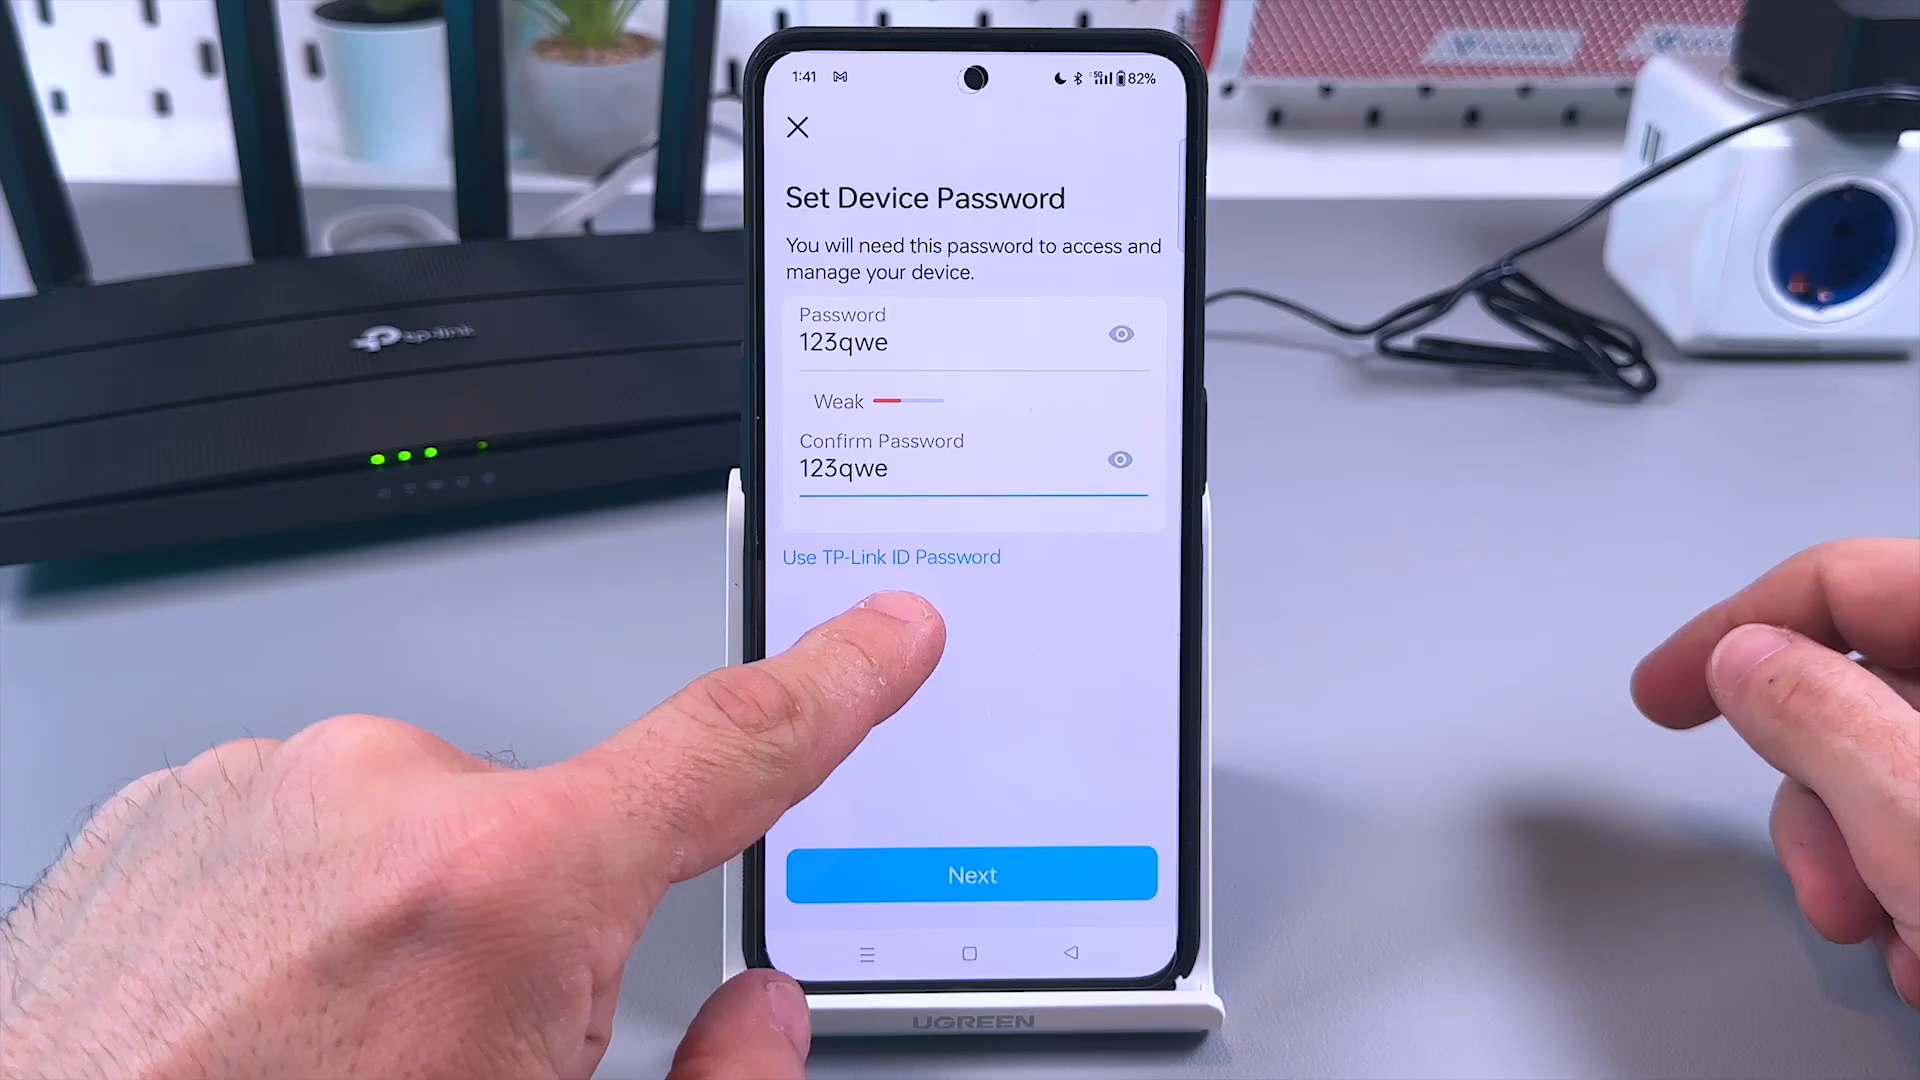 1:41
82%
Set Device Password
You will need this password to access and
manage your device.
Password
123qwe
Weak
Confirm Password
123qwe
Use TP-Link ID Password
Next
tp-link
UGREEN